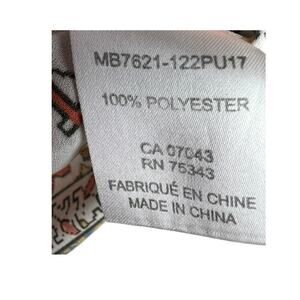 MB7621-122PU17
100% POLYESTER
CA 07043
RN 75343
FABRIQUÉ EN CHINE
MADE IN CHINA